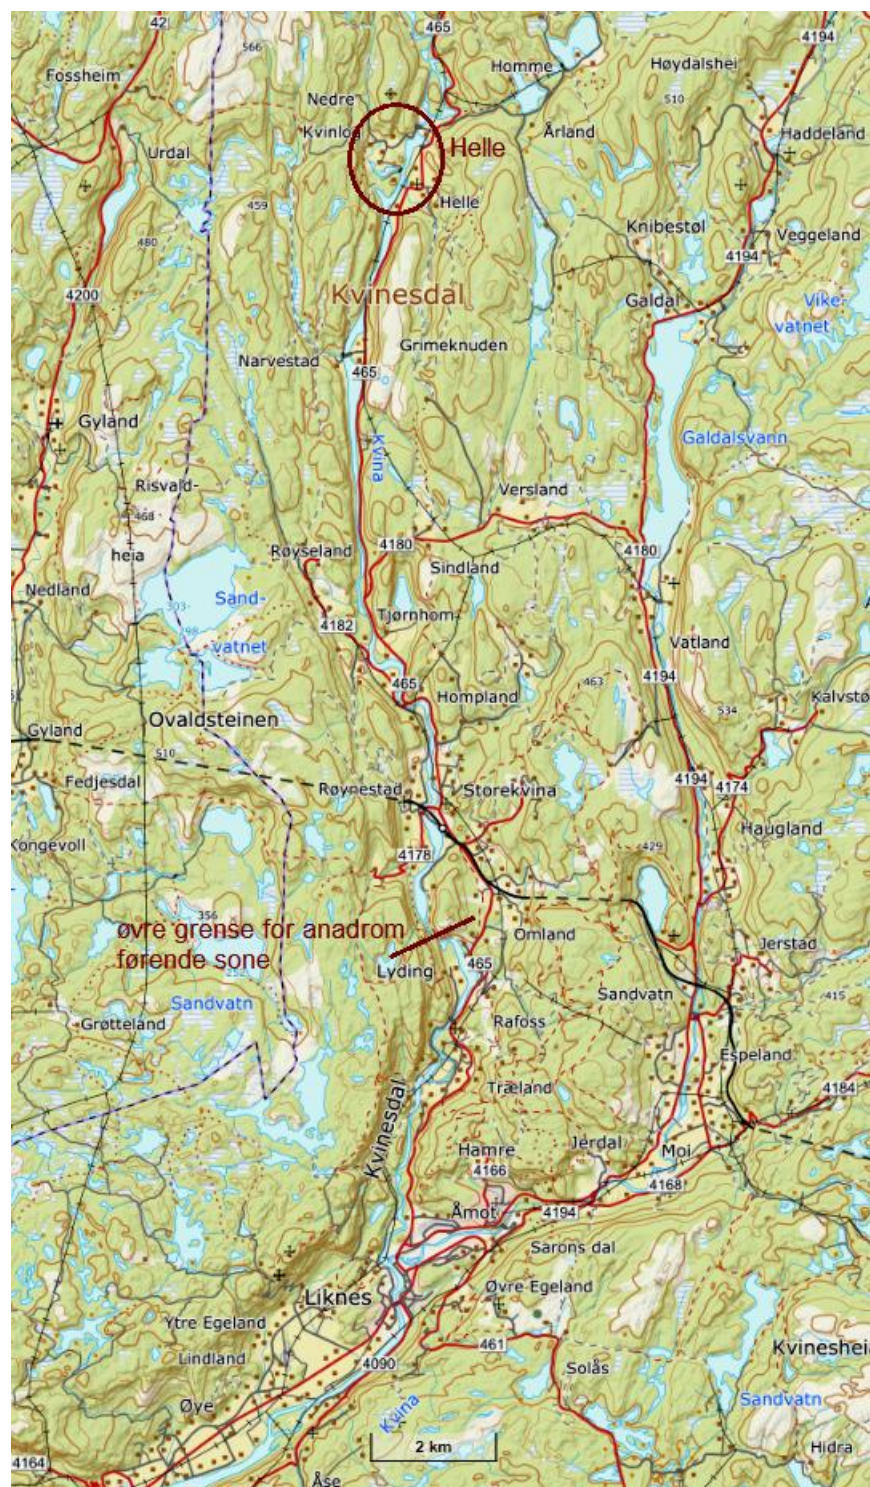 42
465
4194
566
Fossheim
Homme
Høydalshei
Nedre
Kvinlog
510
Årland
Haddeland
Helle
Urdal
Helle
459
480
Knibestøl
Veggeland
4194
4200
Kvinesdal
Galdal
Vike-
vatnet
Grimeknuden
Narvestad
465
Gyland
Kvina
Galdalsvann
Risvald-
468
heia
Versland
4180
4180
Røyseland
Sindland
Nedland
303-
298
Sand-
vatnet
4182
Tjørnhom-
Vatland
463
4194
465
Hompland
Kalvstø
534
Ovaldsteinen
Gyland
510
Fedjesdal
Røynestad
Storekvina
4194
4174
Haugland
Kongevoll
4178
429
356
øvre grense for anadrom
førende sone
252
Omland
Jerstad
Lyding
465
Sandvatn
Sandvatn
415
Grøtteland
Rafoss
Espeland
Træland
4184
Kvinesdal
Hamre
Jerdal
Moi
4166
4168
Åmot
4194
Sarons dal
Liknes
Øvre Egeland
Ytre Egeland
Lindland
4090
461
Kvineshei
Solås
Øye
Kvina
Sandvatn
2 km
Hidra
4164
Åse